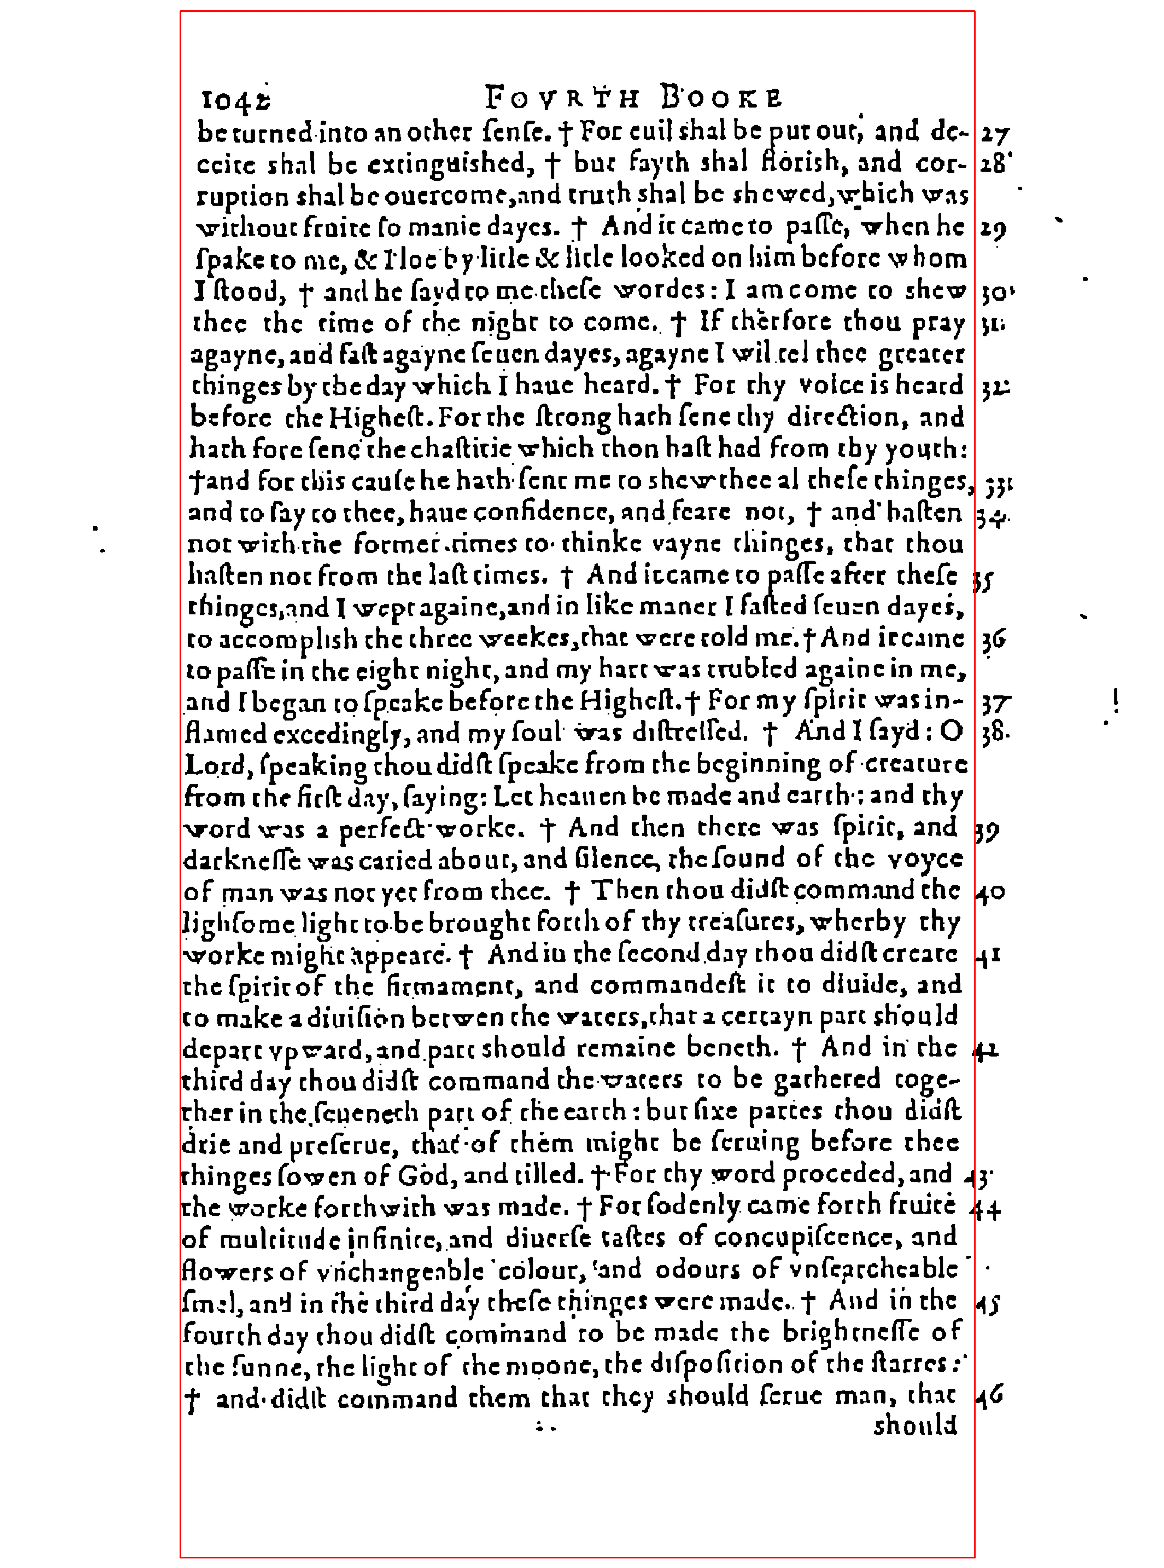 1042 FOVRTH BOOKE
be turned into an other ſenſe. † For euil shal be put out, and de- 27
ceite shal be extinguished, † but fayth shal florish, and cor- 28
ruption shal be ouercome, and truth shal be shewed, which was
without fruite ſo manie dayes. † And it came to paſſe, when he 29
ſpake to me, & I loe by litle & litle looked on him before whom
I ſtood, † and he ſayd to me theſe wordes: I am come to shew 30
thee the time of the night to come. † If therfore thou pray 31
agayne, and faſt agayne ſeuen dayes, agayne I wil tel thee greater
thinges by the day which I haue heard. † For thy voice is heard 32
before the Higheſt. For the ſtrong hath ſene thy direction, and
hath fore ſene the chaſtitie which thon haſt had from thy youth:
† and for this cauſe he hath ſent me to shew thee al theſe thinges, 33
and to ſay to thee, haue confidence, and feare not, † and haſten 34
not with the former times to thinke vayne thinges, that thou
haſten not from the laſt times. † And it came to paſſe after theſe 35
thinges, and I wept againe, and in like maner I faſted ſeuen dayes,
to accomplish the three weekes, that were told me. † And it came 36
to paſſe in the eight night, and my hart was trubled againe in me,
and I began to ſpeake before the Higheſt. † For my ſpirit was in- 37
flamed excedingly, and my ſoul was diſtreſſed. † And I ſayd: O 38
Lord, ſpeaking thou didſt ſpeake from the beginning of creature
from the firſt day, ſaying: Let heauen be made and earth: and thy
word was a perfect worke. † And then there was ſpirit, and 39
darkneſſe was caried about, and ſilence, the ſound of the voyce
of man was not yet from thee. † Then thou didſt command the 40
lighſome light to be brought forth of thy treaſures, wherby thy
worke might appeare. † And in the ſecond day thou didſt create 41
the ſpirit of the firmament, and commandeſt it to diuide, and
to make a diuiſion betwen the waters, that a certayn part should
depart vpward, and part should remaine beneth. † And in the 42
third day thou didſt command the waters to be gathered toge-
ther in the ſeueneth part of the earth: but ſixe partes thou didſt
drie and preſerue, that of them might be ſeruing before thee
thinges ſowen of God, and tilled. † For thy word proceded, and 43
the worke forthwith was made. † For ſodenly came forth fruite 44
of multitude infinite, and diuerſe taſtes of concupiſcence, and
flowers of vnchangeable colour, and odours of vnſearcheable
ſmel, and in the third day theſe thinges were made. † And in the 45
fourth day thou didſt command to be made the brightneſſe of
the ſunne, the light of the moone, the diſpoſition of the ſtarres:
† and didſt command them that they should ſerue man, that 46
should